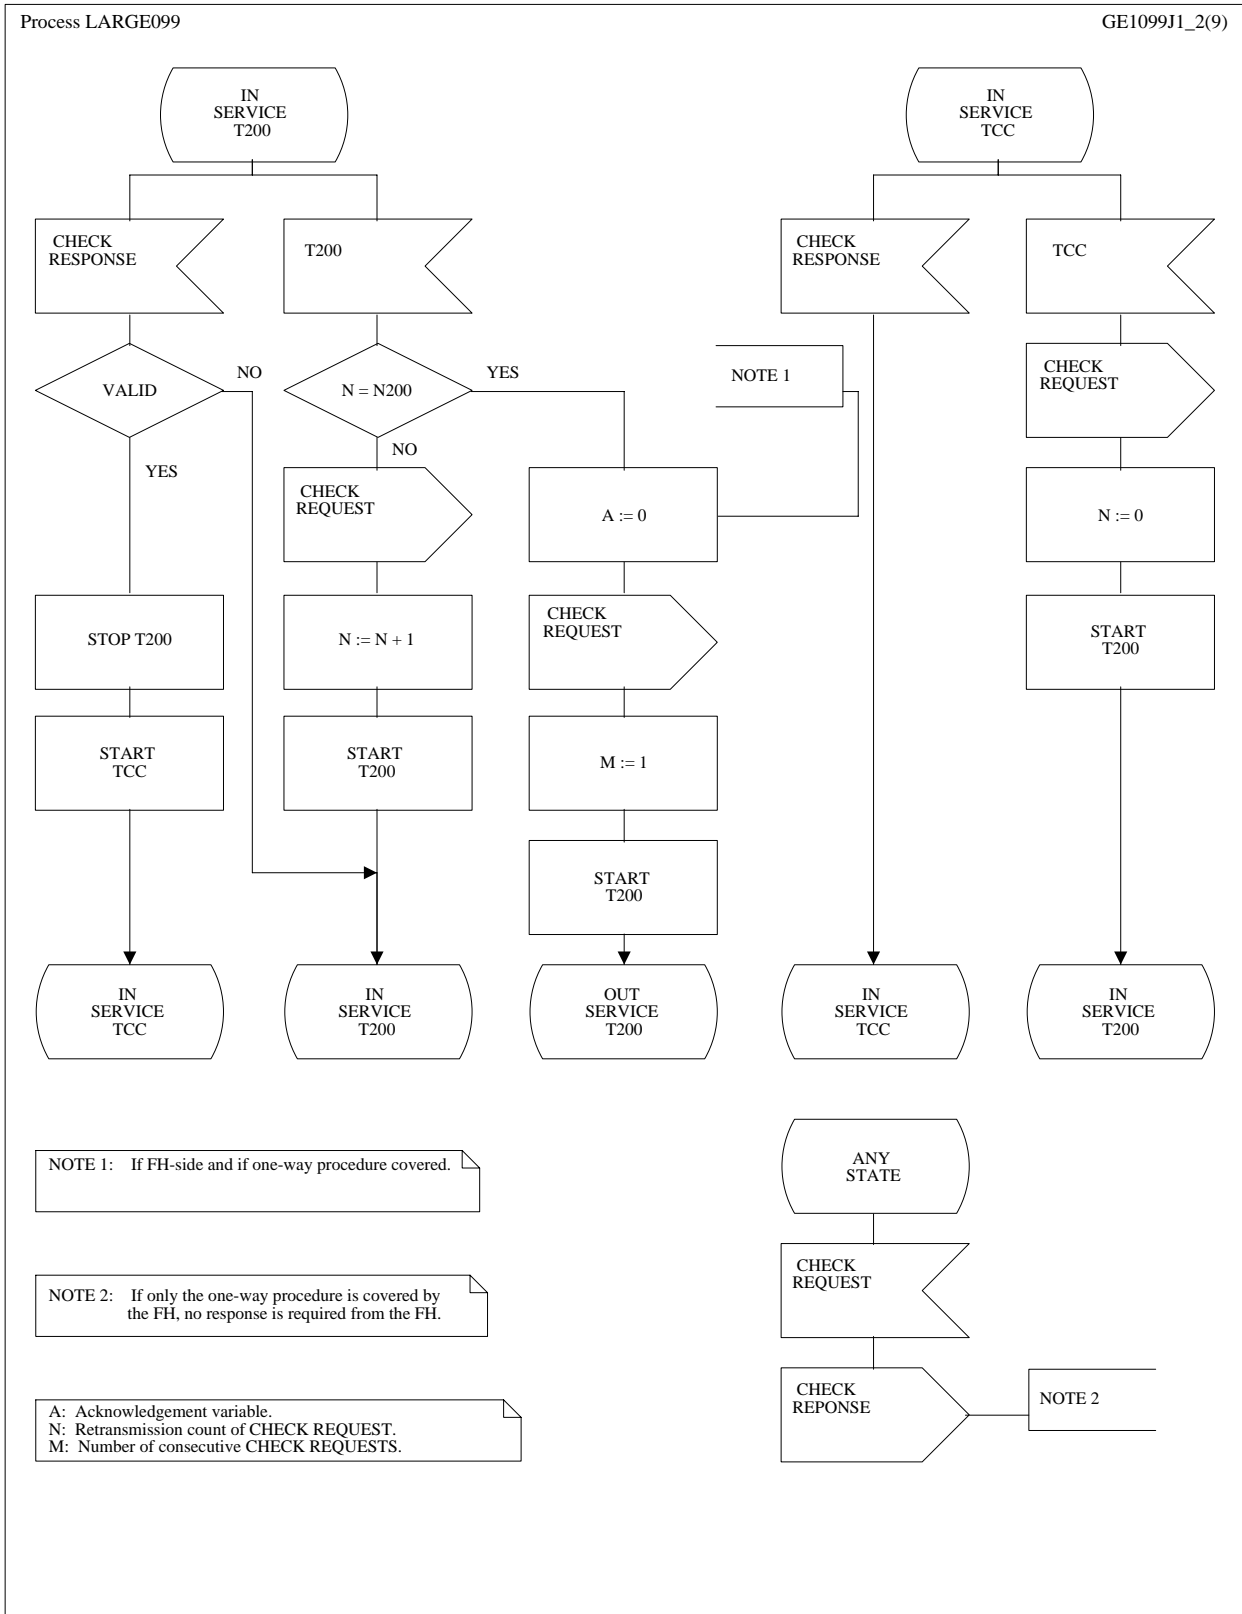 Process LARGE099
GE1099J1_2(9)
IN
SERVICE
T200
IN
SERVICE
TCC
CHECK
RESPONSE
T200
CHECK
RESPONSE
TCC
VALID
NO
N = N200
YES
NOTE 1
CHECK
REQUEST
YES
NO
CHECK
REQUEST
A := 0
N := 0
STOP T200
N := N + 1
CHECK
REQUEST
START
T200
START
TCC
START
T200
M := 1
START
T200
IN
SERVICE
TCC
IN
SERVICE
T200
OUT
SERVICE
T200
IN
SERVICE
TCC
IN
SERVICE
T200
NOTE 1: If FH-side and if one-way procedure covered.
ANY
STATE
CHECK
REQUEST
NOTE 2: If only the one-way procedure is covered by
the FH, no response is required from the FH.
CHECK
REPONSE
NOTE 2
A: Acknowledgement variable.
N: Retransmission count of CHECK REQUEST.
M: Number of consecutive CHECK REQUESTS.